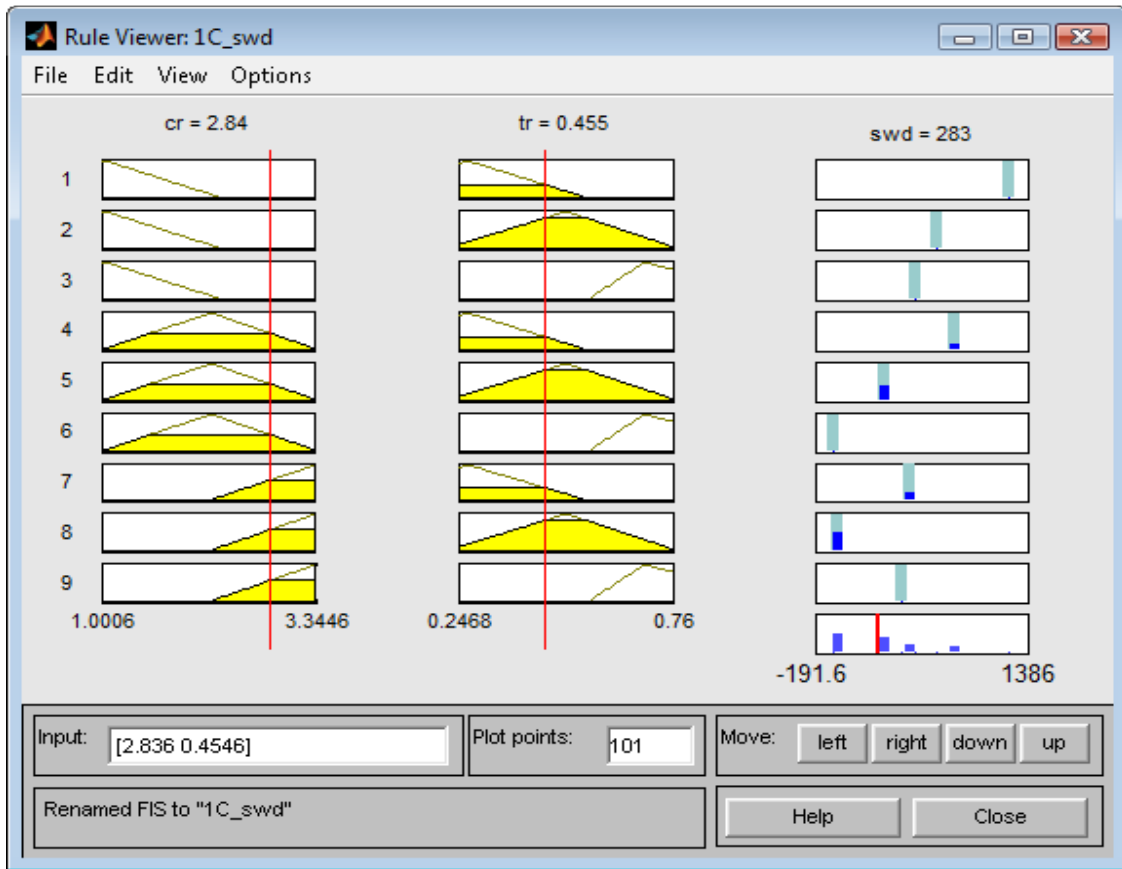 Rule Viewer: 1C_swd
File Edit View Options
cr = 2.84 tr = 0.455 swd = 283
1
2
3
4
5
6
7
8
9
1.0006 3.3446 0.2468 0.76
-191.6 1386
Input: [2.836 0.4546] Plot points: 101 Move: left right down up
Renamed FIS to "1C_swd" Help Close